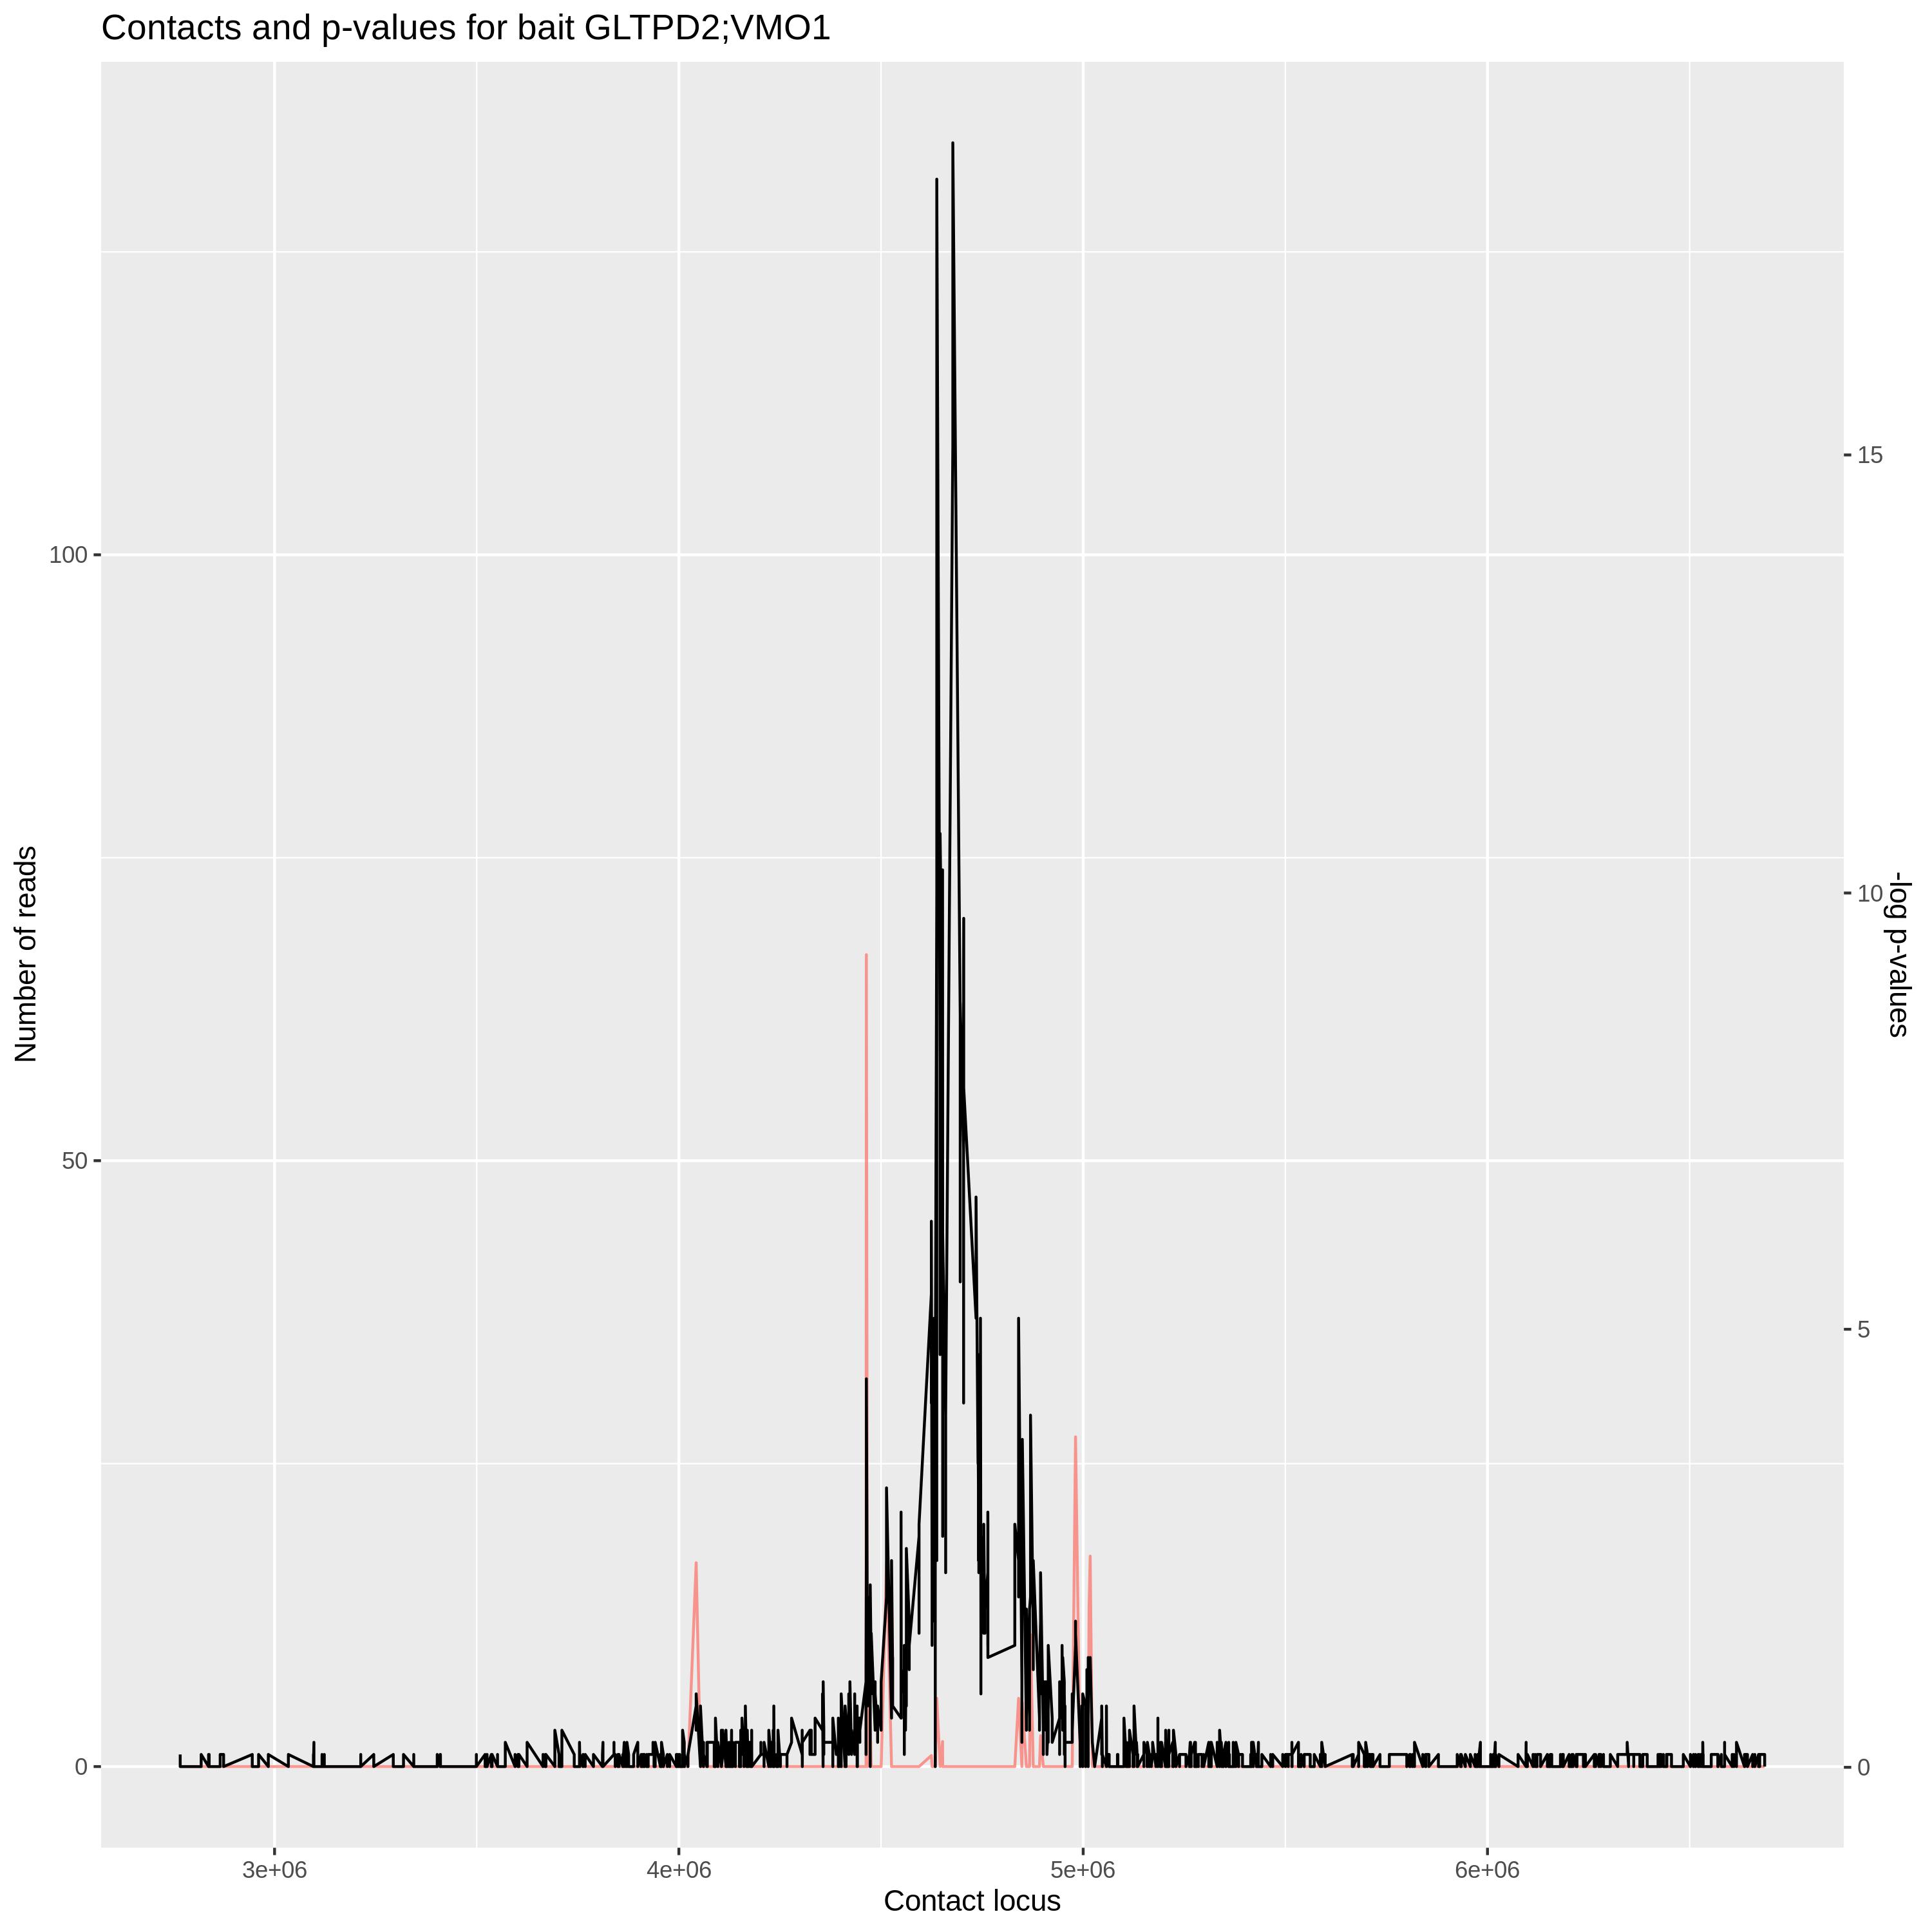 Contacts and p-values for bait GLTPD2;VMO1
Number of reads
100
50
0
15
10
5
0
-log p-values
3e+06
4e+06
5e+06
6e+06
Contact locus